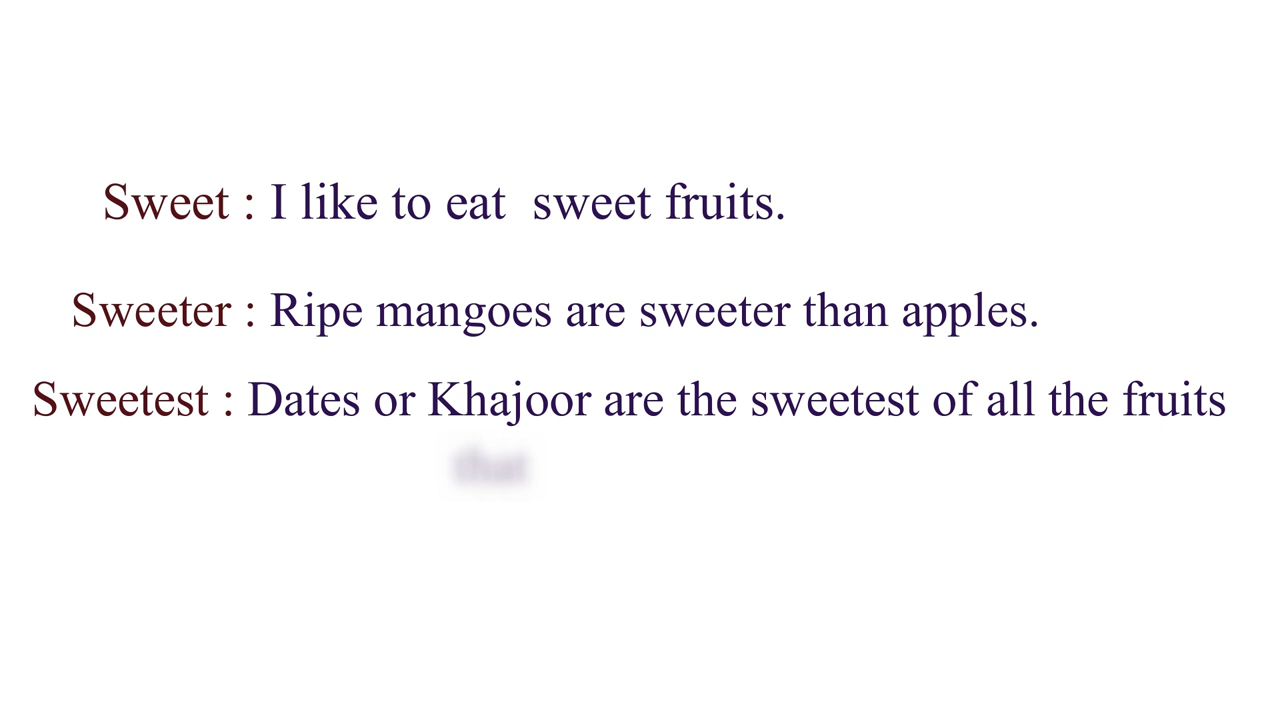 Sweet : I like to eat  sweet fruits.
Sweeter : Ripe mangoes are sweeter than apples.
Sweetest : Dates or Khajoor are the sweetest of all the fruits
that